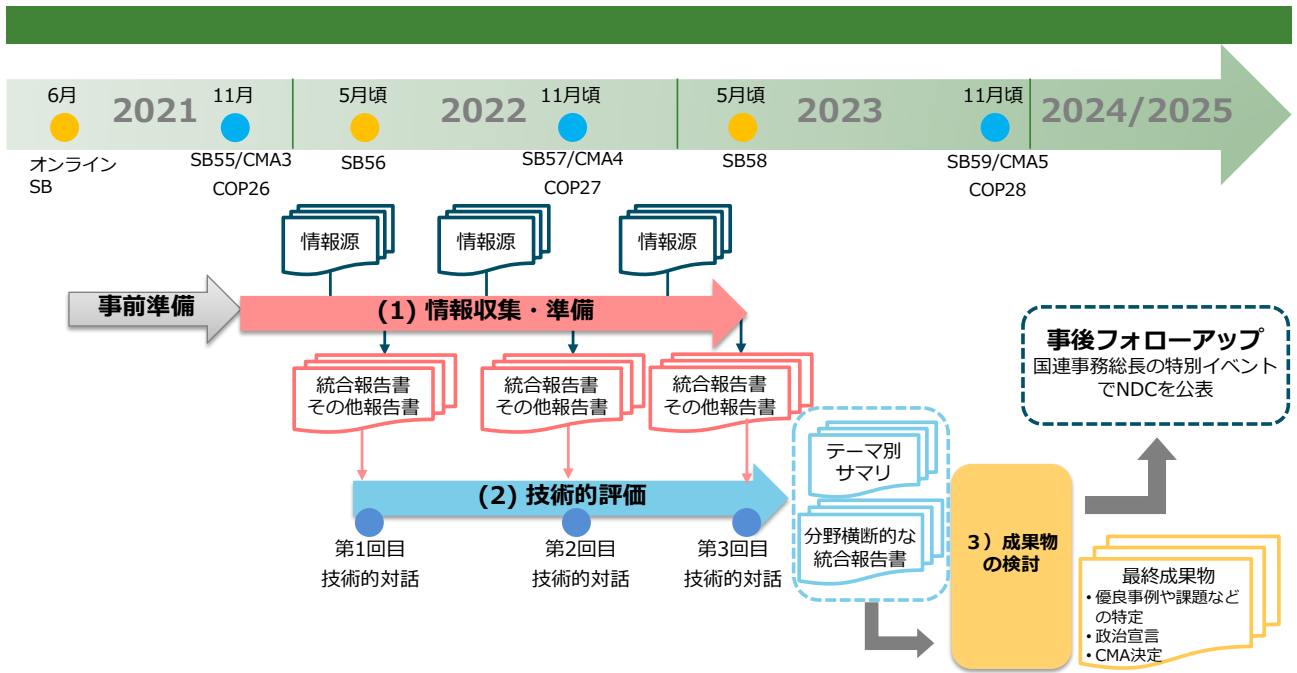 6月
2021
11月
5月頃
2022
11月頃
5月頃
2023
11月頃
2024/2025
オンライン
SB
SB55/CMA3
COP26
SB56
SB57/CMA4
COP27
SB58
SB59/CMA5
COP28
情報源
情報源
情報源
事前準備
(1) 情報収集・準備
統合報告書
その他報告書
統合報告書
その他報告書
統合報告書
その他報告書
事後フォローアップ
国連事務総長の特別イベント
でNDCを公表
(2) 技術的評価
第1回目
技術的対話
第2回目
技術的対話
第3回目
技術的対話
テーマ別
サマリ
分野横断的な
統合報告書
3）成果物
の検討
最終成果物
・優良事例や課題など
の特定
・政治宣言
・CMA決定